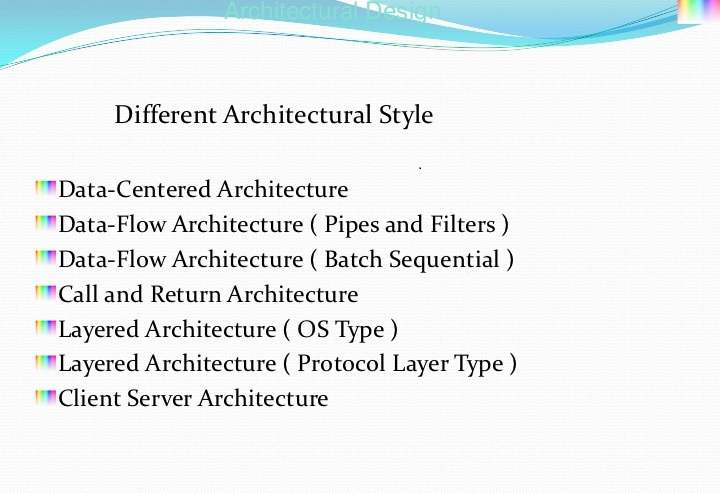 Architectural Design
Different Architectural Style
.
Data-Centered Architecture
Data-Flow Architecture ( Pipes and Filters )
Data-Flow Architecture ( Batch Sequential )
Call and Return Architecture
Layered Architecture ( OS Type )
Layered Architecture ( Protocol Layer Type )
Client Server Architecture